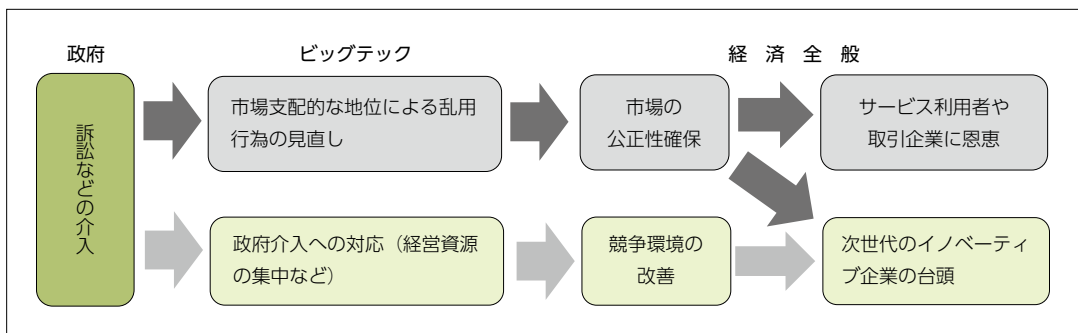 政府
ビッグテック
経済全般
訴訟などの介入
市場支配的な地位による乱用
行為の見直し
市場の
公正性確保
サービス利用者や
取引企業に恩恵
政府介入への対応（経営資源
の集中など）
競争環境の
改善
次世代のイノベーティ
ブ企業の台頭